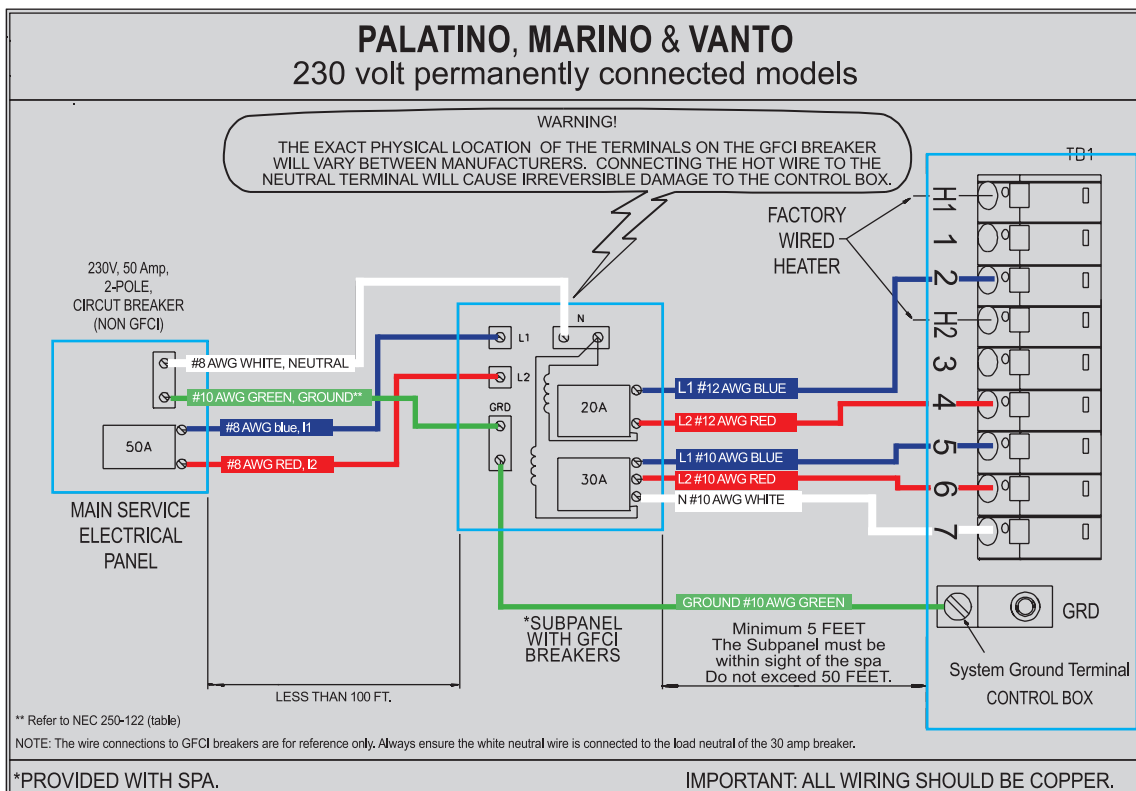 PALATINO, MARINO & VANTO
230 volt permanently connected models
WARNING!
THE EXACT PHYSICAL LOCATION OF THE TERMINALS ON THE GFCI BREAKER
WILL VARY BETWEEN MANUFACTURERS. CONNECTING THE HOT WIRE TO THE
NEUTRAL TERMINAL WILL CAUSE IRREVERSIBLE DAMAGE TO THE CONTROL BOX.
230V, 50 Amp,
2-POLE,
CIRCUT BREAKER
(NON GFCI)
#8 AWG WHITE, NEUTRAL
#10 AWG GREEN, GROUND**
#8 AWG blue, l1
#8 AWG RED, l2
50A
MAIN SERVICE
ELECTRICAL
PANEL
L1
L2
N
GRD
20A
30A
*SUBPANEL
WITH GFCI
BREAKERS
L1 #12 AWG BLUE
L2 #12 AWG RED
L1 #10 AWG BLUE
L2 #10 AWG RED
N #10 AWG WHITE
GROUND #10 AWG GREEN
FACTORY
WIRED
HEATER
TB1
H1
1
2
H2
3
4
5
6
7
GRD
System Ground Terminal
CONTROL BOX
Minimum 5 FEET
The Subpanel must be
within sight of the spa
Do not exceed 50 FEET.
LESS THAN 100 FT.
** Refer to NEC 250-122 (table)
NOTE: The wire connections to GFCI breakers are for reference only. Always ensure the white neutral wire is connected to the load neutral of the 30 amp breaker.
*PROVIDED WITH SPA.
IMPORTANT: ALL WIRING SHOULD BE COPPER.